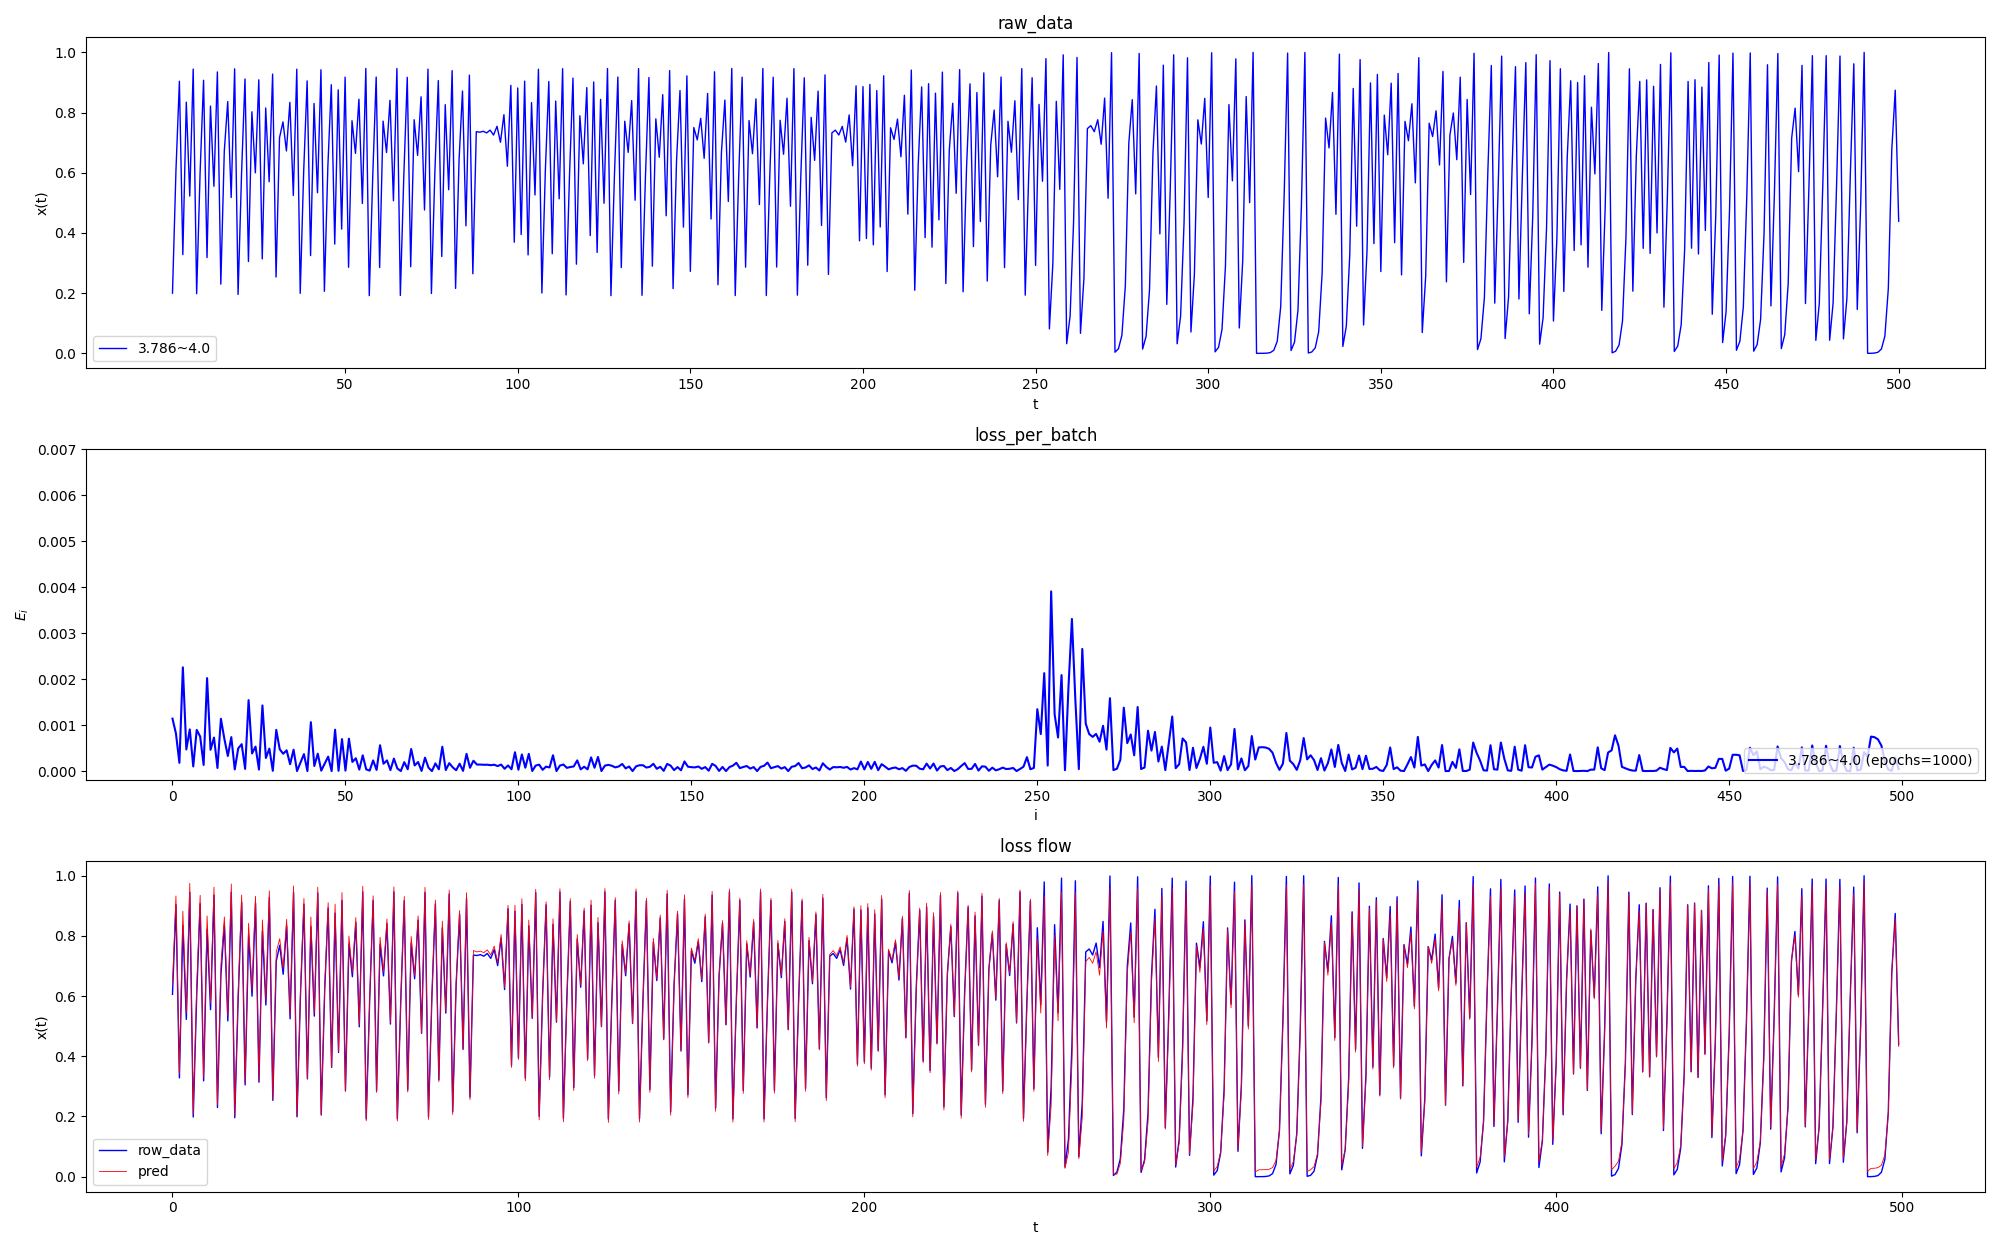 raw_data
1.0
0.8
0.6
0.4
0.2
0.0
x(t)
3.786~4.0
50 100 150 200 250 300 350 400 450 500
t
loss_per_batch
0.007
0.006
0.005
0.004
0.003
0.002
0.001
0.000
E_i
3.786~4.0 (epochs=1000)
0 50 100 150 200 250 300 350 400 450 500
i
loss flow
1.0
0.8
0.6
0.4
0.2
0.0
x(t)
row_data
pred
0 100 200 300 400 500
t